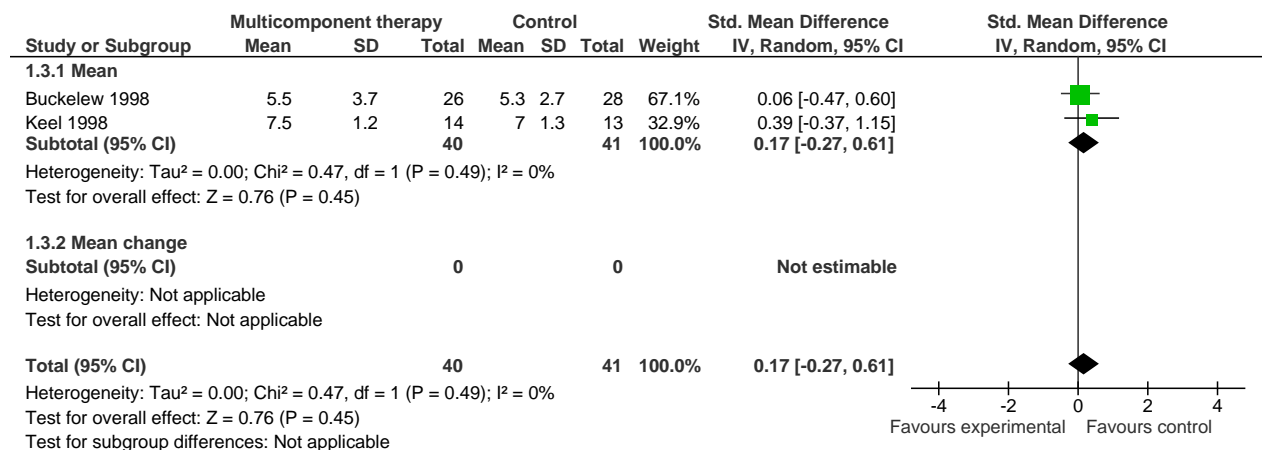 Multicomponent therapy Control Std. Mean Difference Std. Mean Difference
Study or Subgroup Mean SD Total Mean SD Total Weight IV, Random, 95% CI IV, Random, 95% CI
1.3.1 Mean
Buckelew 1998 5.5 3.7 26 5.3 2.7 28 67.1% 0.06 [-0.47, 0.60]
Keel 1998 7.5 1.2 14 7 1.3 13 32.9% 0.39 [-0.37, 1.15]
Subtotal (95% CI) 40 41 100.0% 0.17 [-0.27, 0.61]
Heterogeneity: Tau² = 0.00; Chi² = 0.47, df = 1 (P = 0.49); I² = 0%
Test for overall effect: Z = 0.76 (P = 0.45)
1.3.2 Mean change
Subtotal (95% CI) 0 0 Not estimable
Heterogeneity: Not applicable
Test for overall effect: Not applicable
Total (95% CI) 40 41 100.0% 0.17 [-0.27, 0.61]
Heterogeneity: Tau² = 0.00; Chi² = 0.47, df = 1 (P = 0.49); I² = 0%
Test for overall effect: Z = 0.76 (P = 0.45)
Test for subgroup differences: Not applicable
-4 -2 0 2 4
Favours experimental Favours control